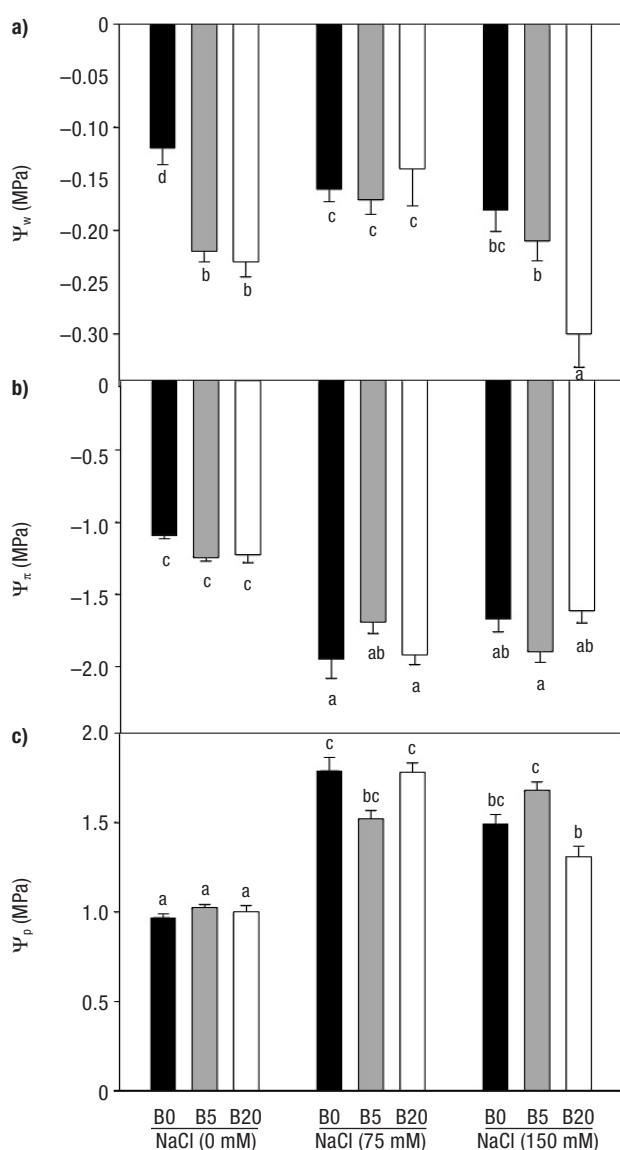 a)
0
–0.05
–0.10
–0.15
–0.20
–0.25
–0.30
Ψw (MPa)
d
b
b
c
c
c
bc
b
a
b)
0
–0.5
–1.0
–1.5
–2.0
Ψπ (MPa)
c
c
c
a
ab
a
ab
a
ab
c)
2.0
1.5
1.0
0.5
0
Ψp (MPa)
a
a
a
c
bc
c
bc
c
b
B0 B5 B20 B0 B5 B20 B0 B5 B20
NaCl (0 mM) NaCl (75 mM) NaCl (150 mM)